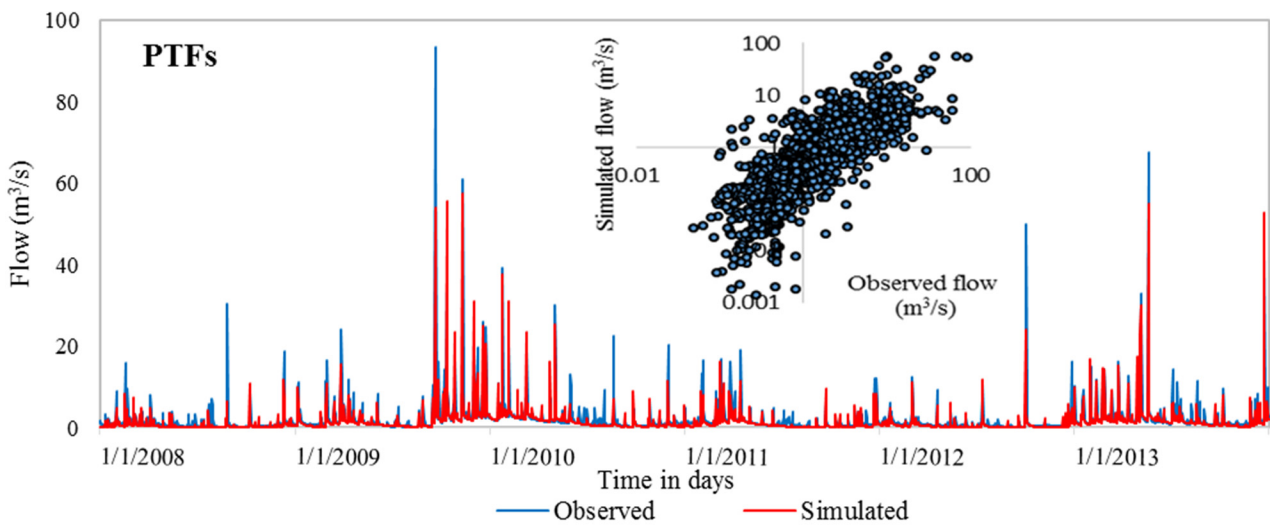 PTFs
100
80
60
40
20
0
Flow (m³/s)
1/1/2008
1/1/2009
1/1/2010
1/1/2011
1/1/2012
1/1/2013
Time in days
Observed
Simulated
Simulated flow (m³/s)
100
10
0.01
100
0.001
Observed flow
(m³/s)